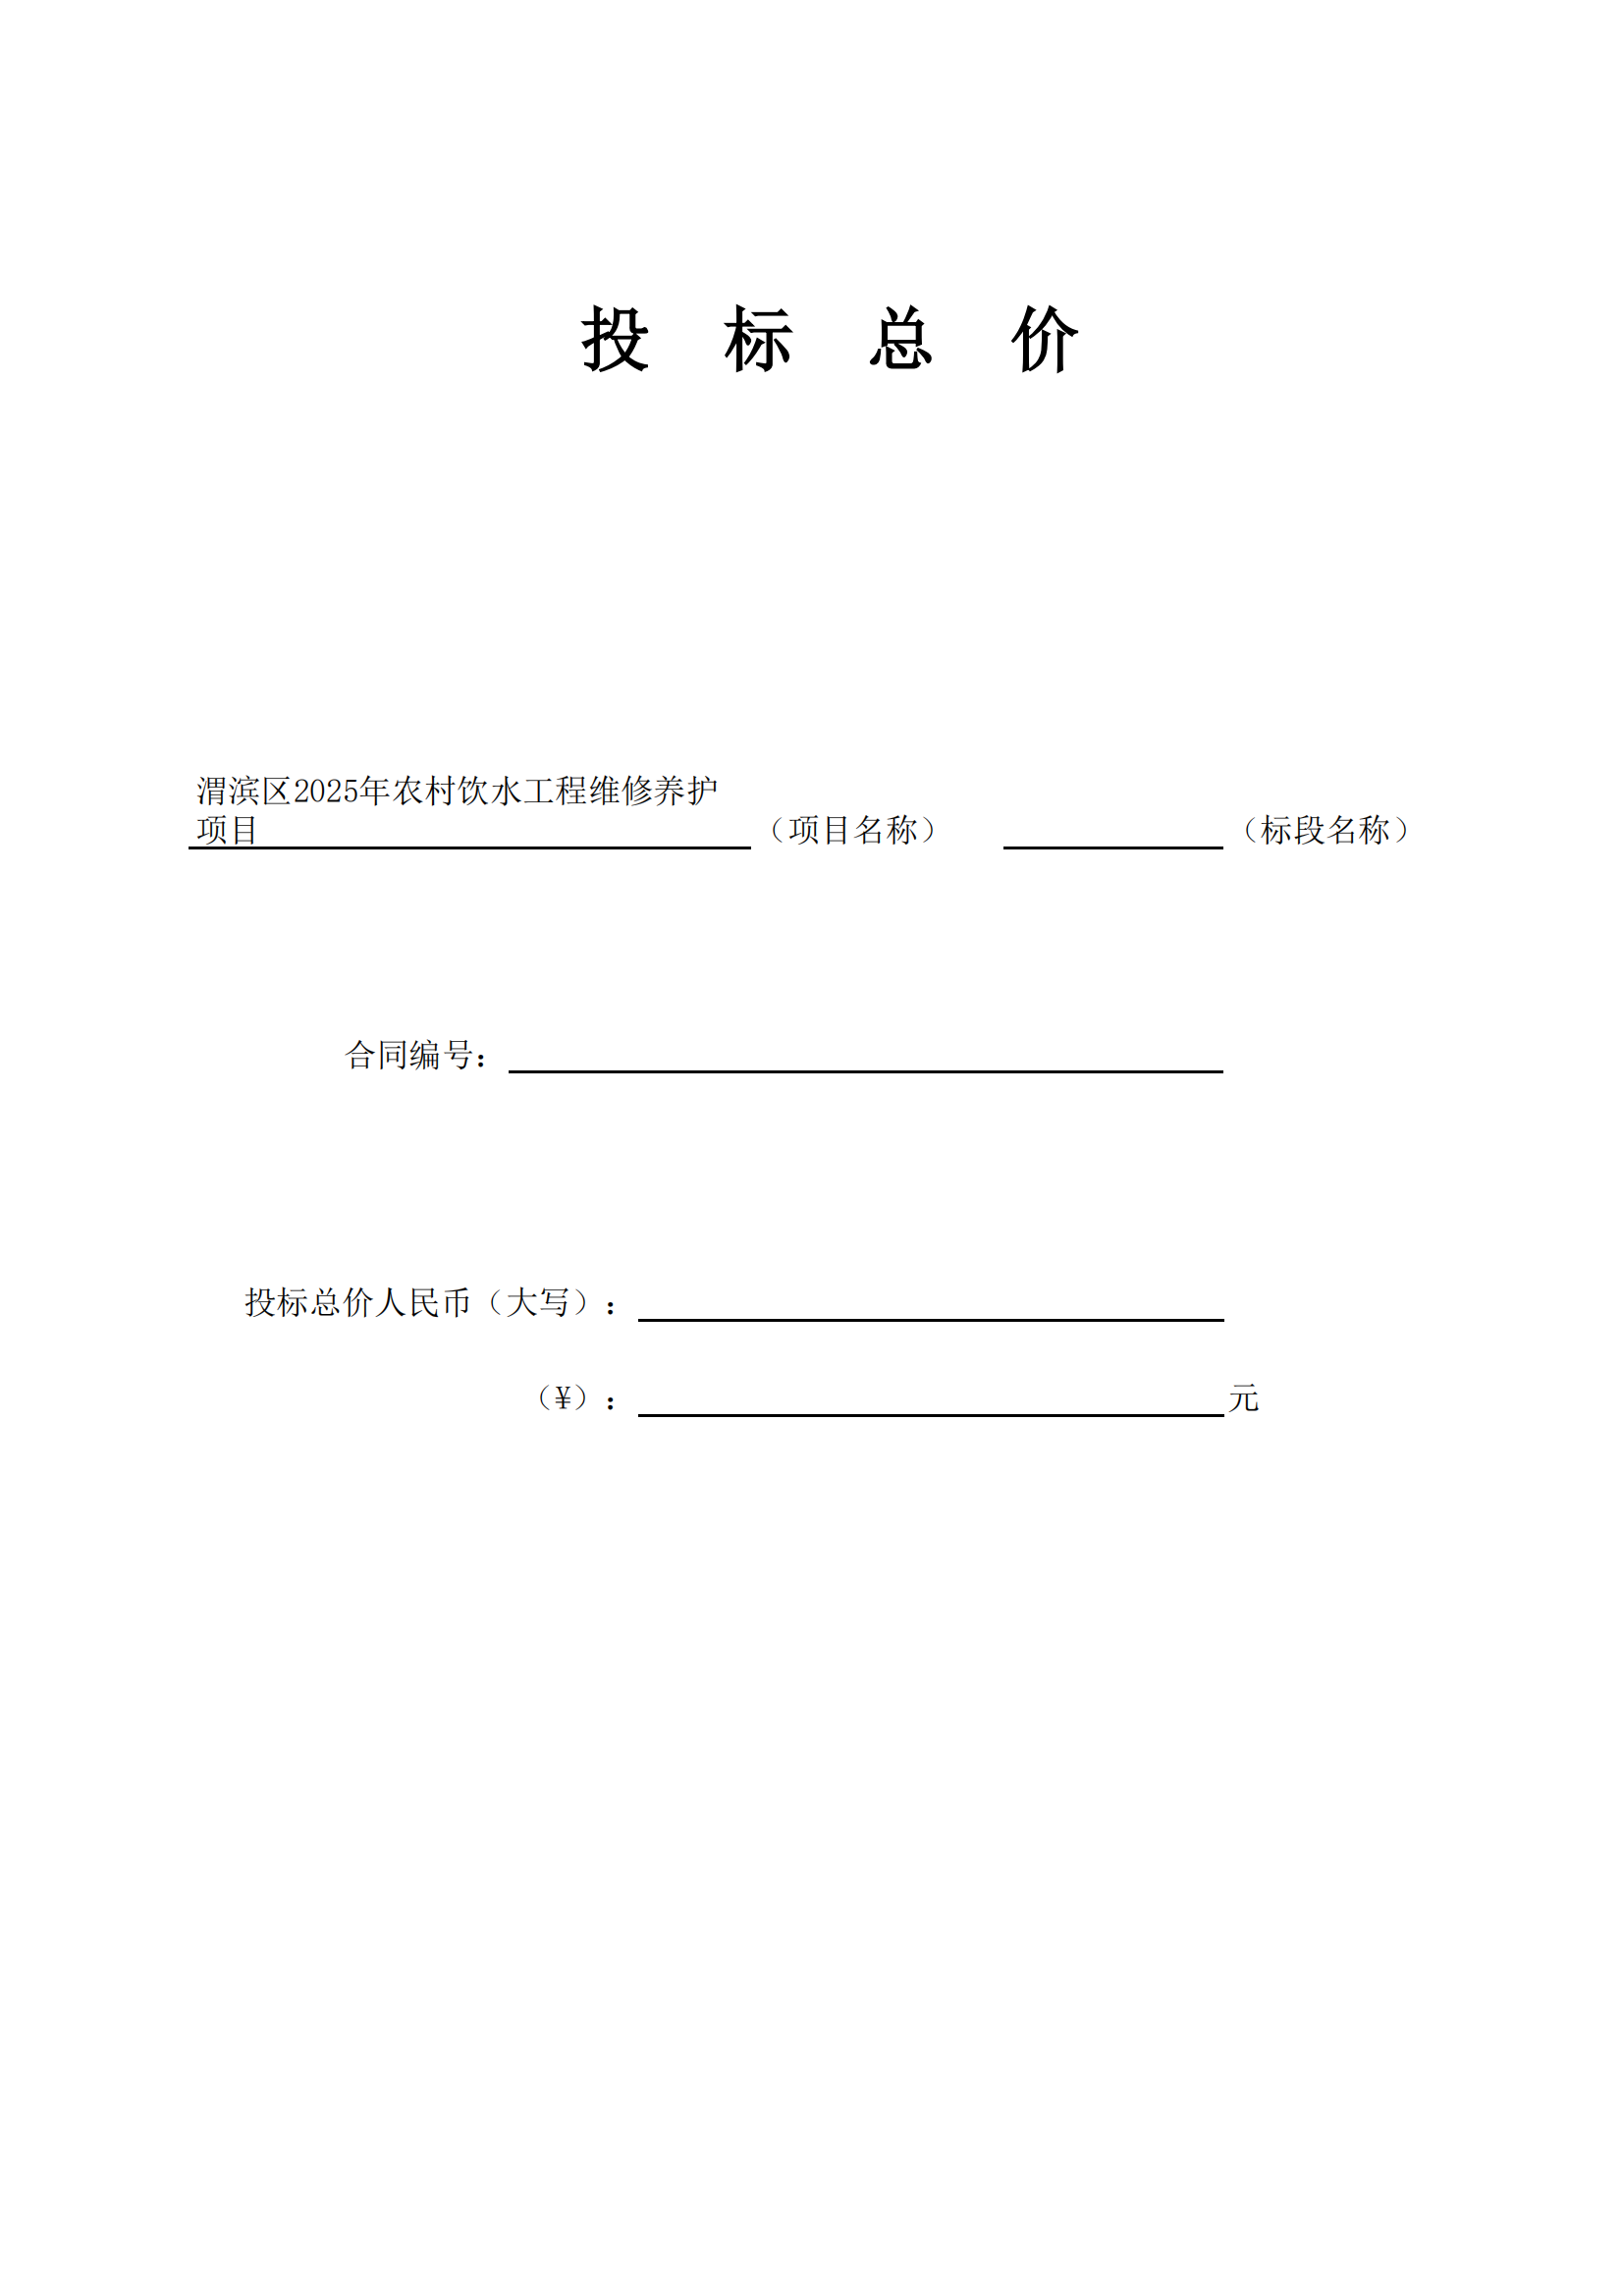 投 标 总 价
渭滨区2025年农村饮水工程维修养护
项目 （项目名称） （标段名称）
合同编号：
投标总价人民币（大写）：
（¥）： 元